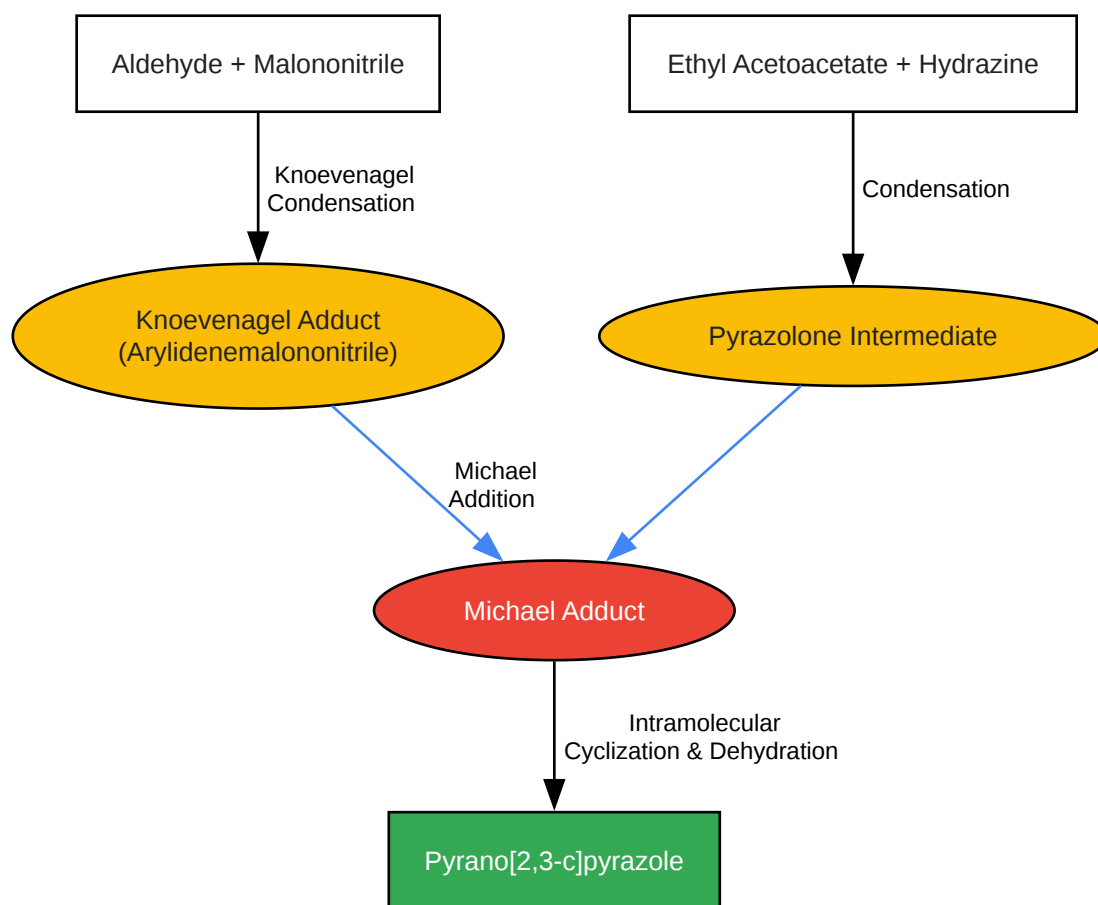 Aldehyde + Malononitrile
Ethyl Acetoacetate + Hydrazine
Knoevenagel
Condensation
Condensation
Knoevenagel Adduct
(Arylidenemalononitrile)
Pyrazolone Intermediate
Michael
Addition
Michael Adduct
Intramolecular
Cyclization & Dehydration
Pyrano[2,3-c]pyrazole